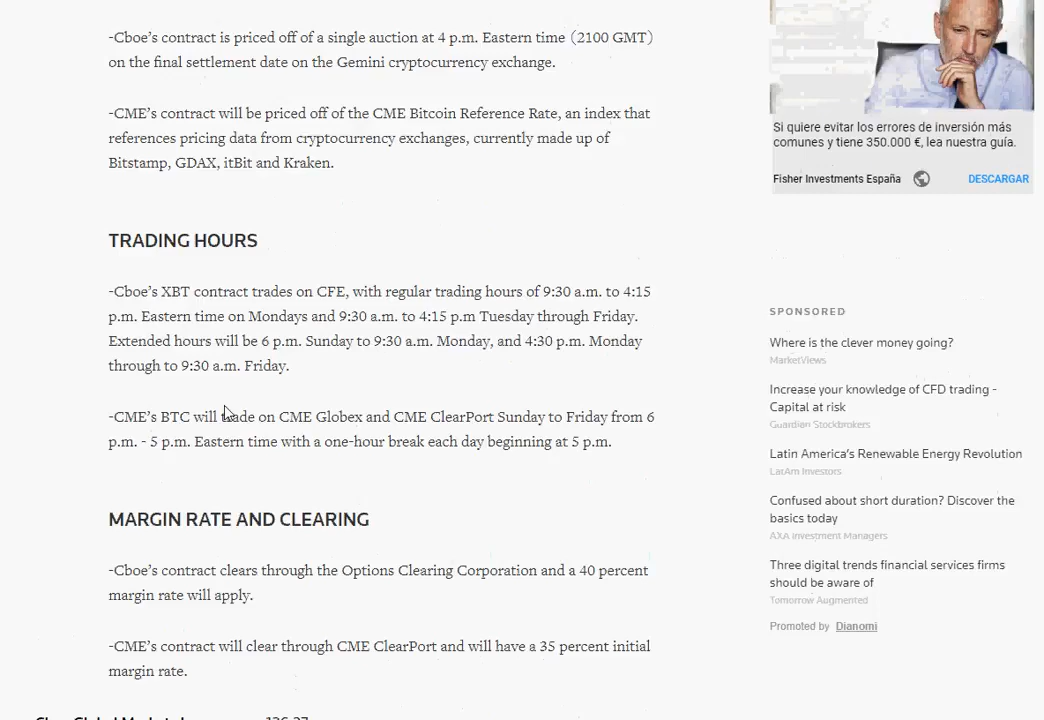 -Cboe's contract is priced off of a single auction at 4 p.m. Eastern time (2100 GMT)
on the final settlement date on the Gemini cryptocurrency exchange.
-CME's contract will be priced off of the CME Bitcoin Reference Rate, an index that
references pricing data from cryptocurrency exchanges, currently made up of
Bitstamp, GDAX, itBit and Kraken.
TRADING HOURS
-Cboe's XBT contract trades on CFE, with regular trading hours of 9:30 a.m. to 4:15
p.m. Eastern time on Mondays and 9:30 a.m. to 4:15 p.m Tuesday through Friday.
Extended hours will be 6 p.m. Sunday to 9:30 a.m. Monday, and 4:30 p.m. Monday
through to 9:30 a.m. Friday.
-CME's BTC will trade on CME Globex and CME ClearPort Sunday to Friday from 6
p.m. - 5 p.m. Eastern time with a one-hour break each day beginning at 5 p.m.
MARGIN RATE AND CLEARING
-Cboe's contract clears through the Options Clearing Corporation and a 40 percent
margin rate will apply.
-CME's contract will clear through CME ClearPort and will have a 35 percent initial
margin rate.
Si quiere evitar los errores de inversión más
comunes y tiene 350.000 €, lea nuestra guía.
Fisher Investments España DESCARGAR
SPONSORED
Where is the clever money going?
MarketViews
Increase your knowledge of CFD trading -
Capital at risk
Guardian Stockbrokers
Latin America's Renewable Energy Revolution
LatAm Investors
Confused about short duration? Discover the
basics today
AXA Investment Managers
Three digital trends financial services firms
should be aware of
Tomorrow Augmented
Promoted by Dianomi